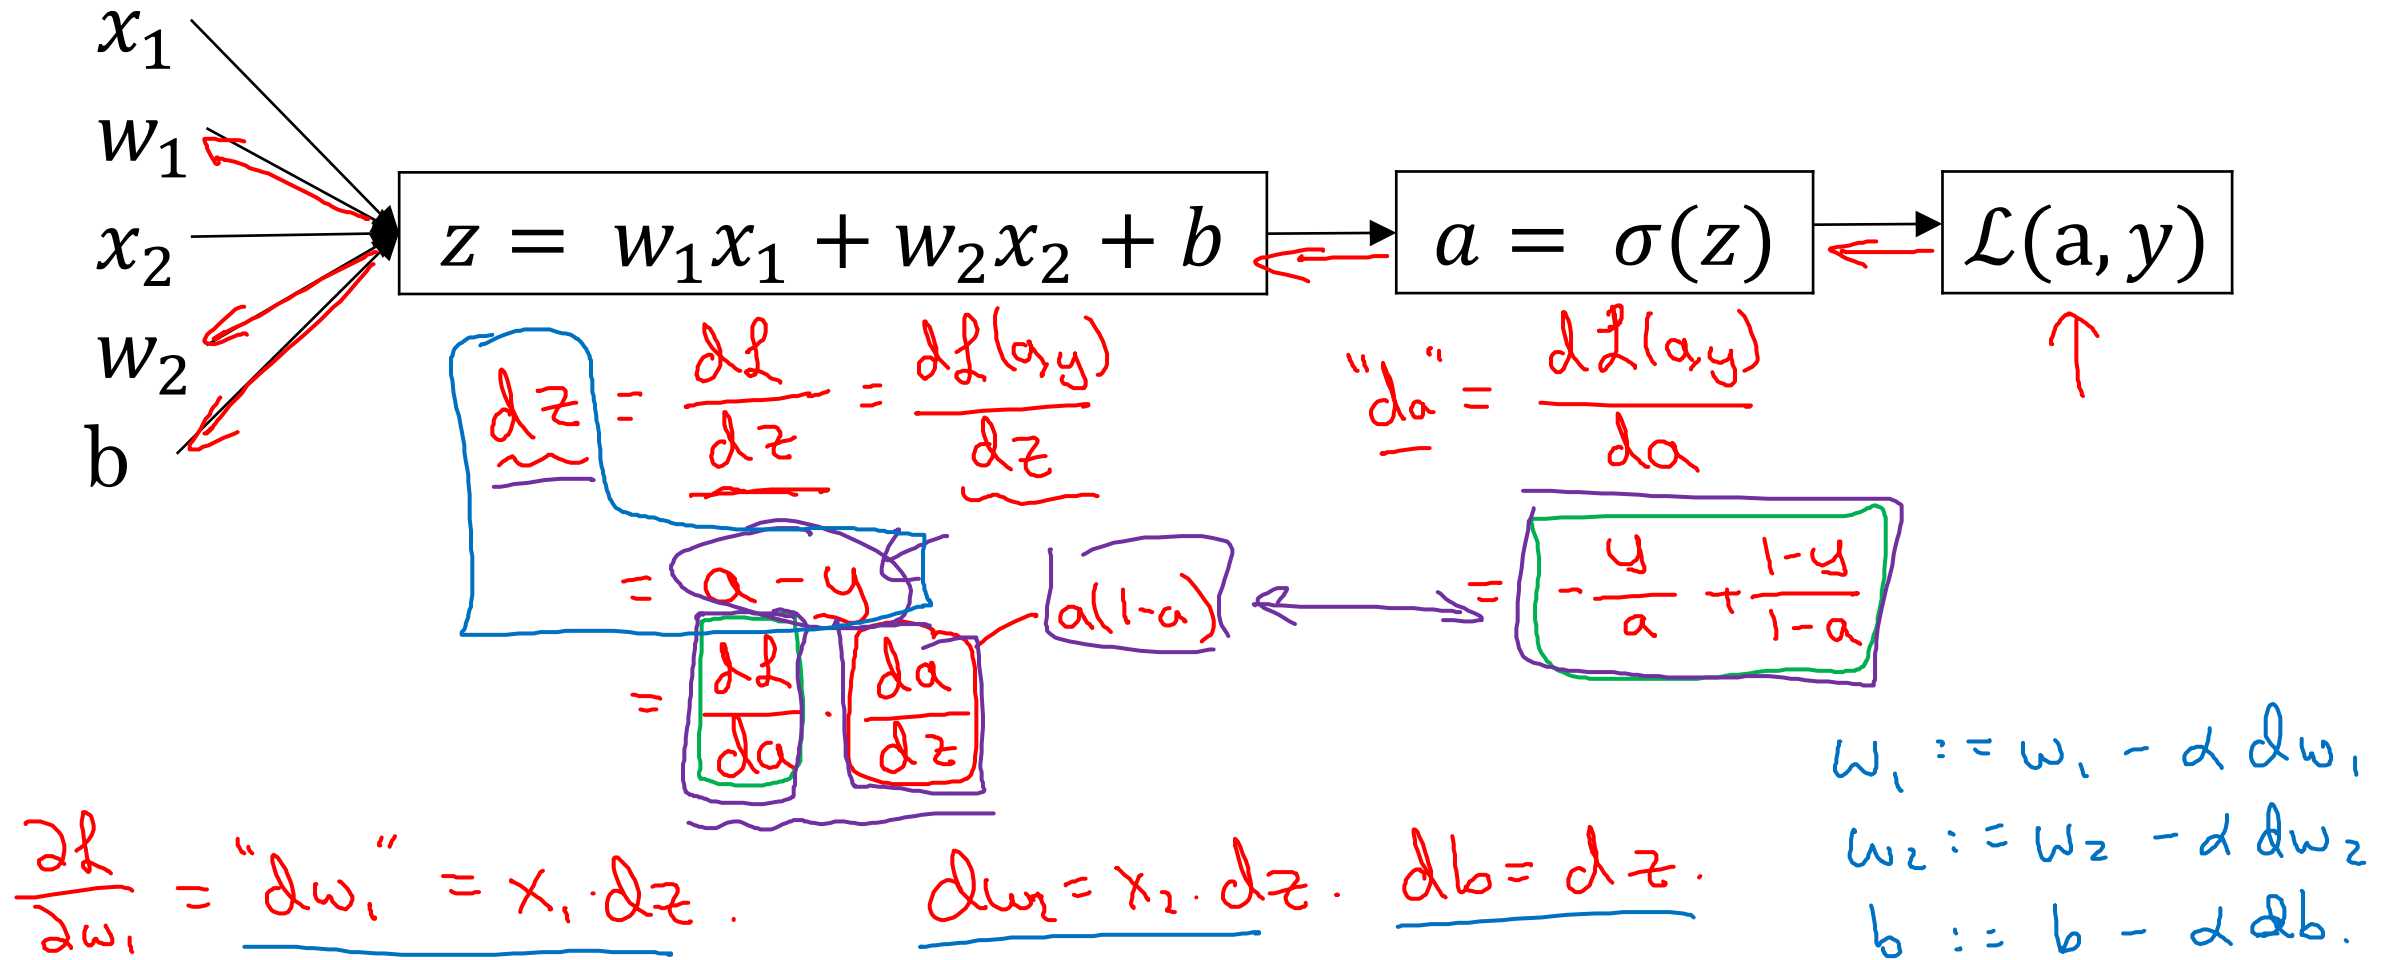 x₁
w₁
x₂
w₂
b
z = w₁x₁ + w₂x₂ + b
a = σ(z)
ℒ(a, y)
dz = dℒ/dz = dℒ(a,y)/dz
"da" = dℒ(a,y)/da
= a - y
= dℒ/da · da/dz
a(1-a)
= - y/a + (1-y)/(1-a)
∂ℒ/∂w₁ = "dw₁" = x₁ · dz .
dw₂ = x₂ · dz .
db = dz .
w₁ := w₁ - α dw₁
w₂ := w₂ - α dw₂
b := b - α db.